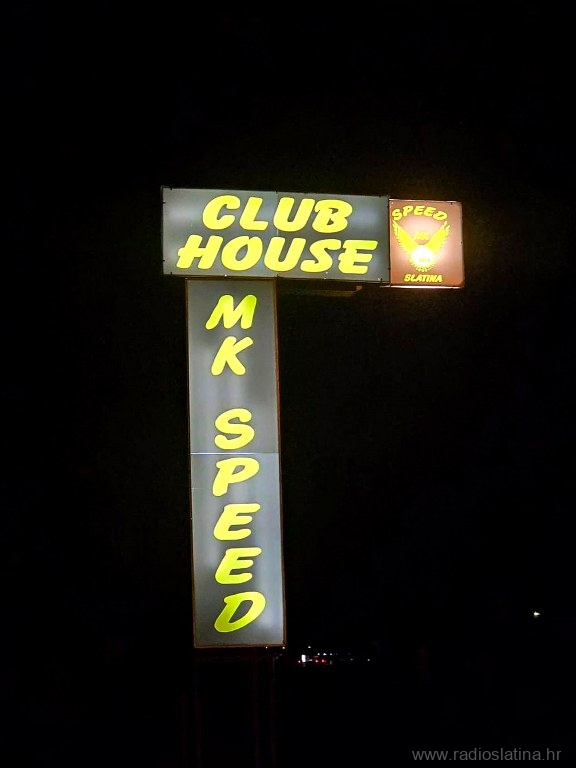 CLUB
HOUSE
SPEED
SLATINA
MK SPEED
www.radioslatina.hr